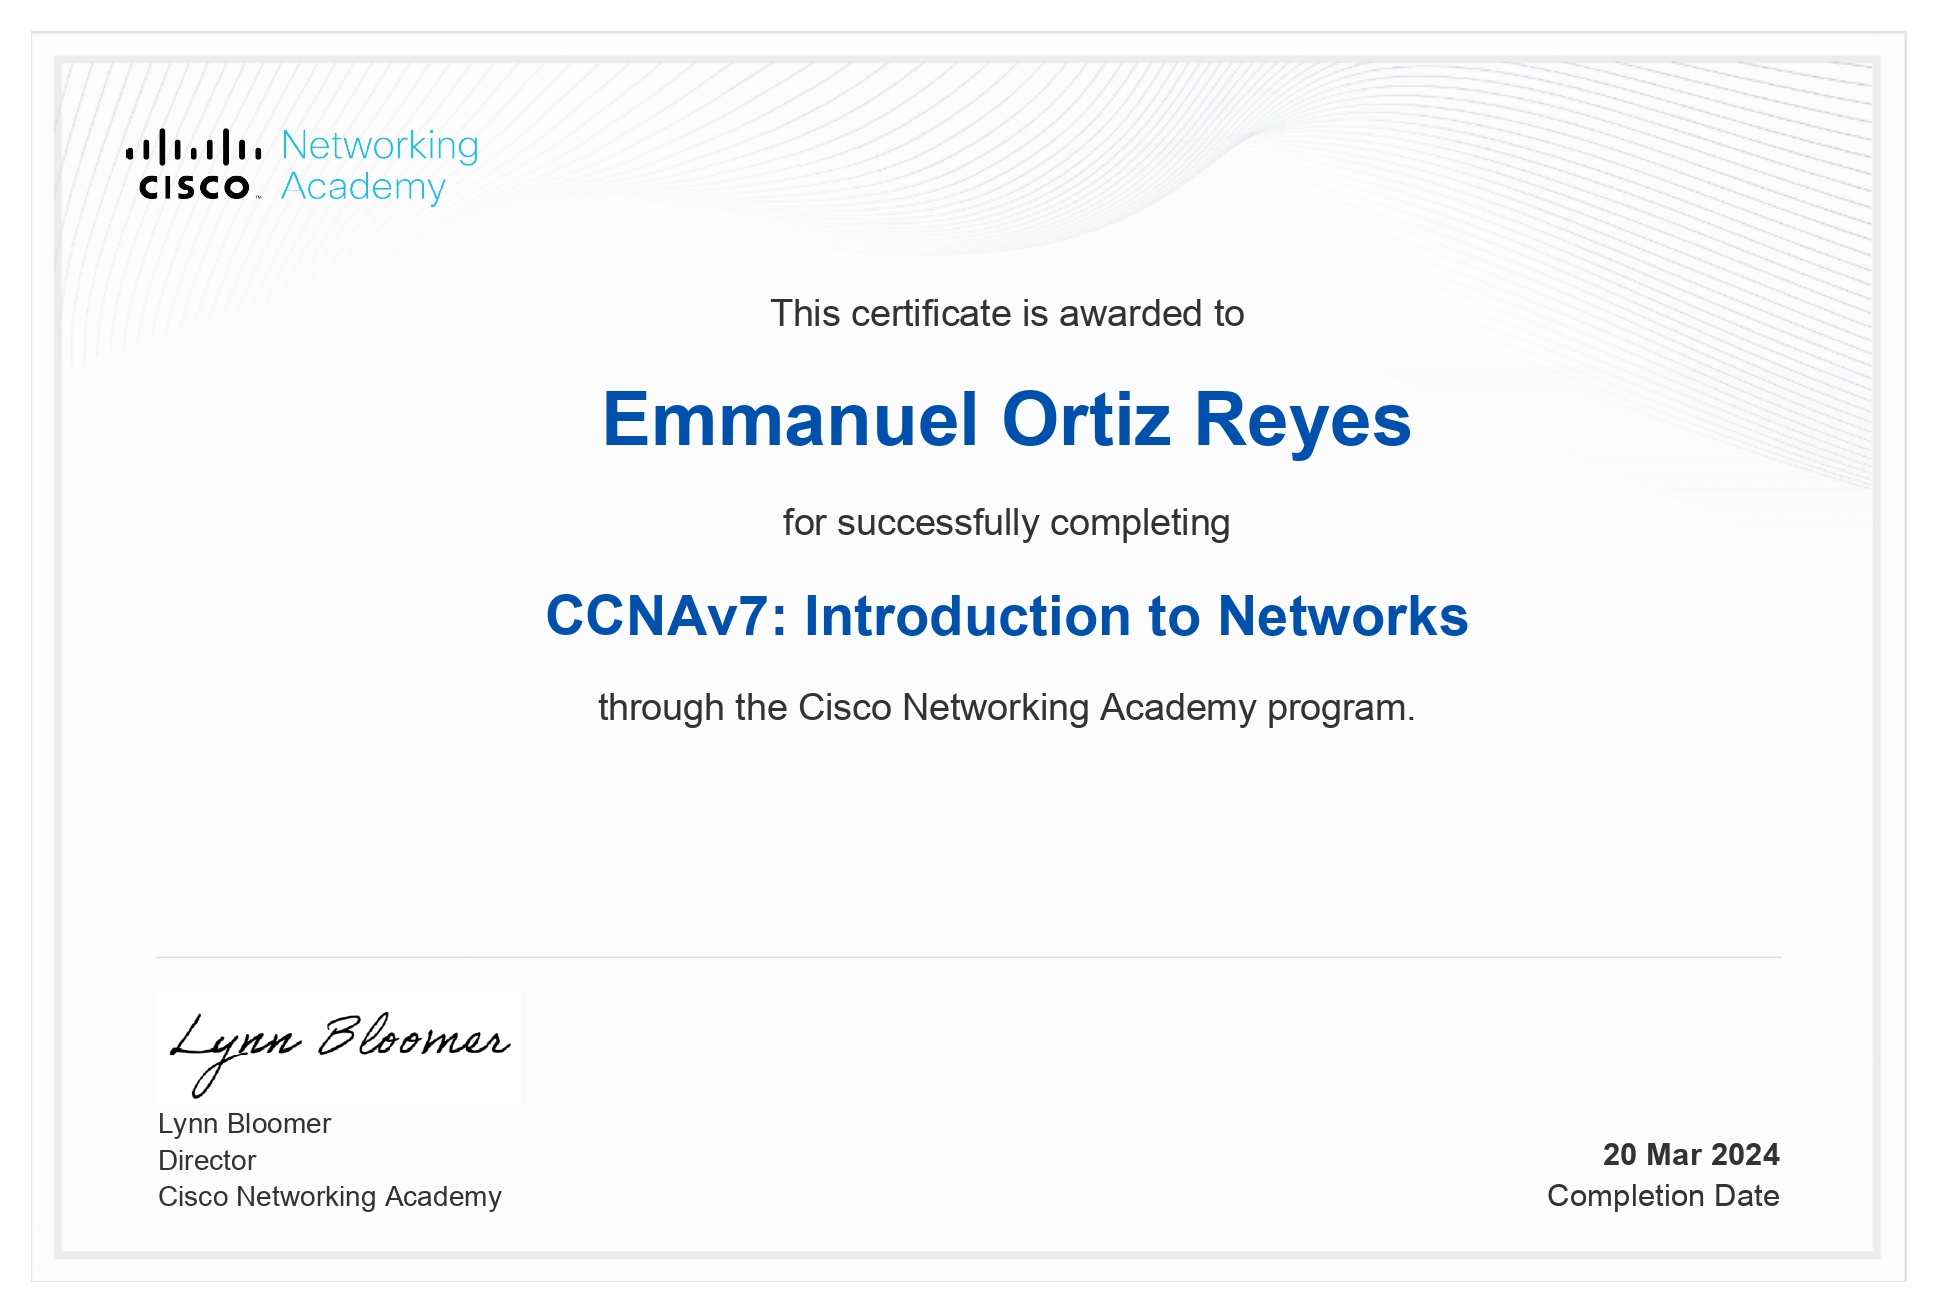 Networking
CISCO™ Academy
This certificate is awarded to
Emmanuel Ortiz Reyes
for successfully completing
CCNAv7: Introduction to Networks
through the Cisco Networking Academy program.
Lynn Bloomer
Lynn Bloomer
Director
Cisco Networking Academy
20 Mar 2024
Completion Date